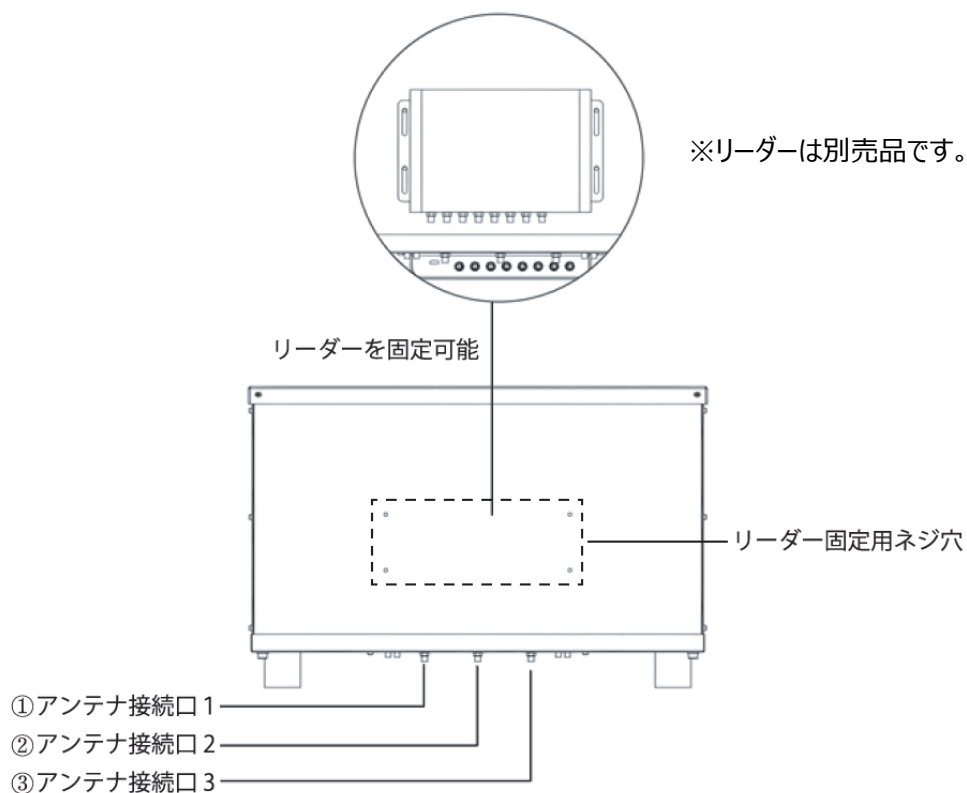 ※リーダーは別売品です。
リーダーを固定可能
リーダー固定用ネジ穴
①アンテナ接続口 1
②アンテナ接続口 2
③アンテナ接続口 3